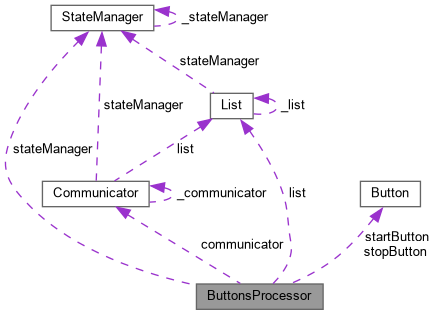 StateManager
_stateManager
stateManager
List
_list
stateManager
list
stateManager
Communicator
_communicator
list
Button
communicator
startButton
stopButton
ButtonsProcessor